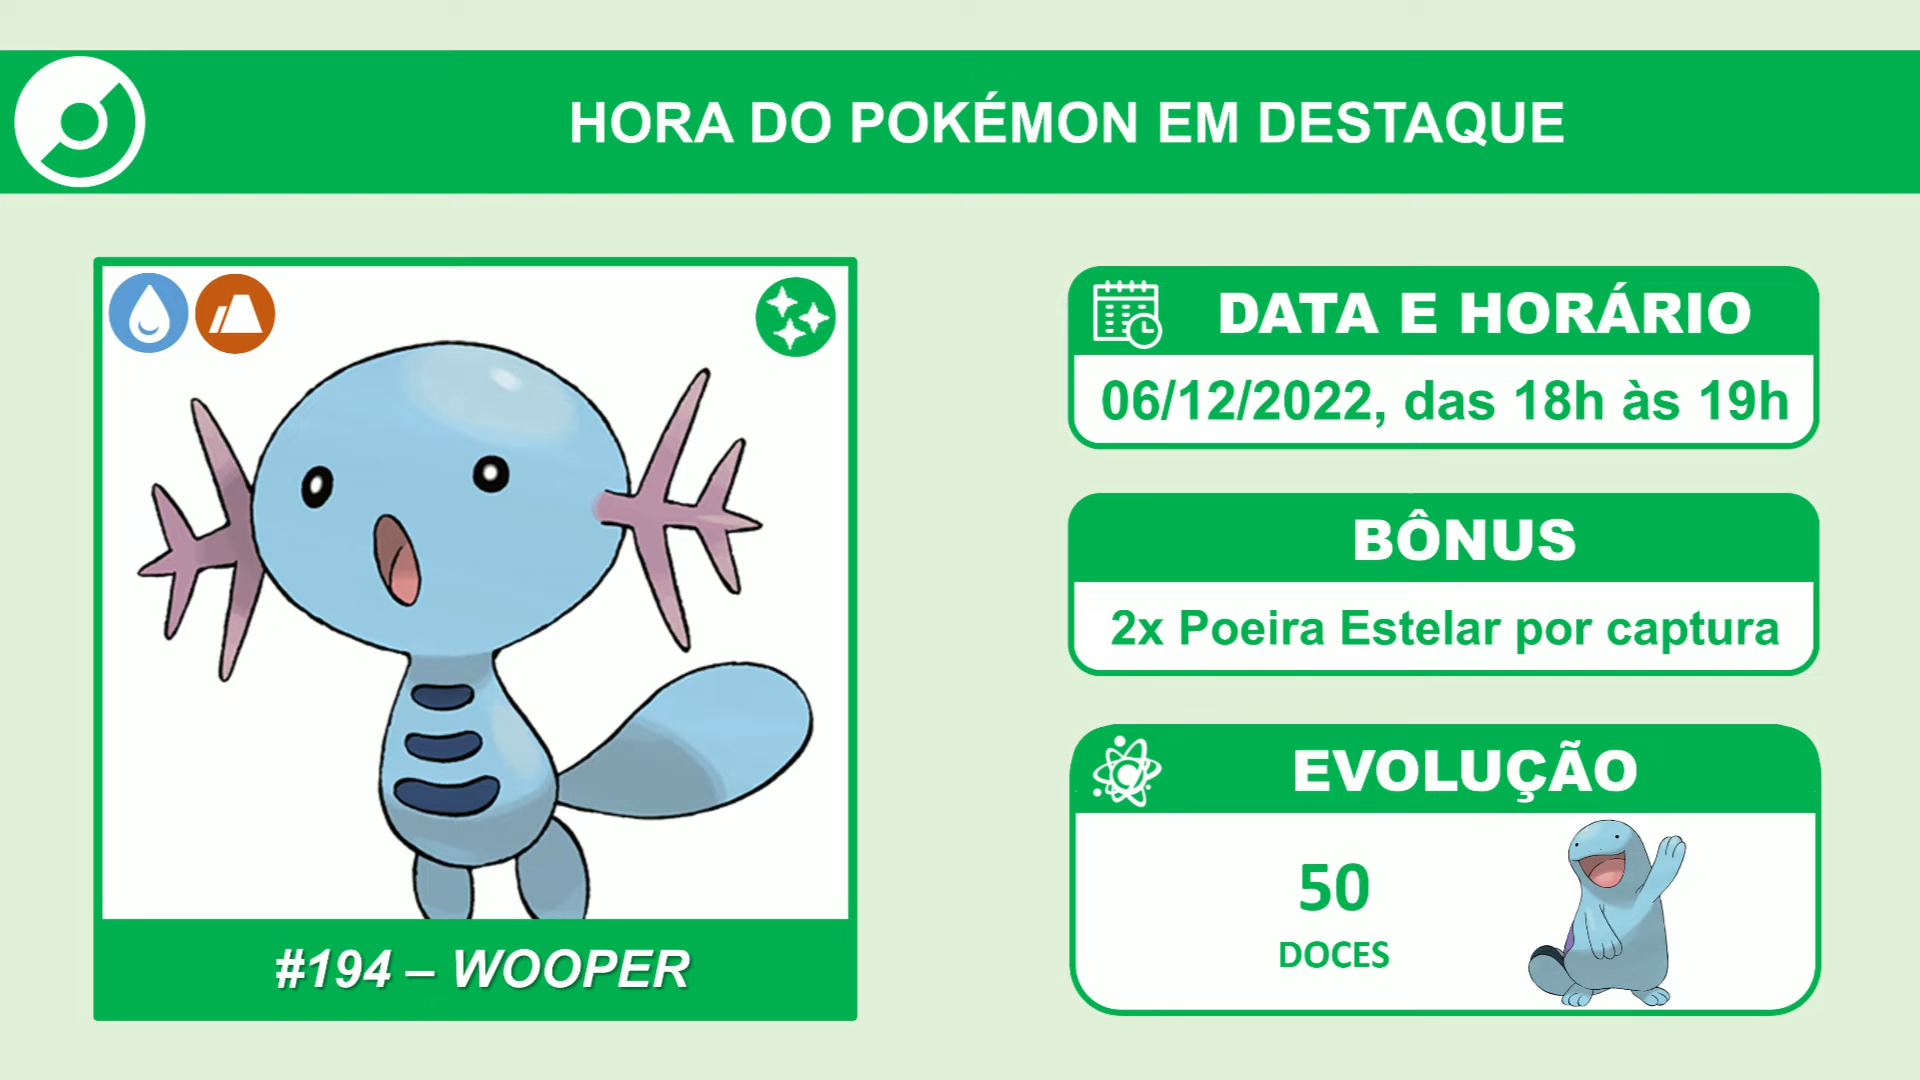 HORA DO POKÉMON EM DESTAQUE
#194 – WOOPER
DATA E HORÁRIO
06/12/2022, das 18h às 19h
BÔNUS
2x Poeira Estelar por captura
EVOLUÇÃO
50
DOCES